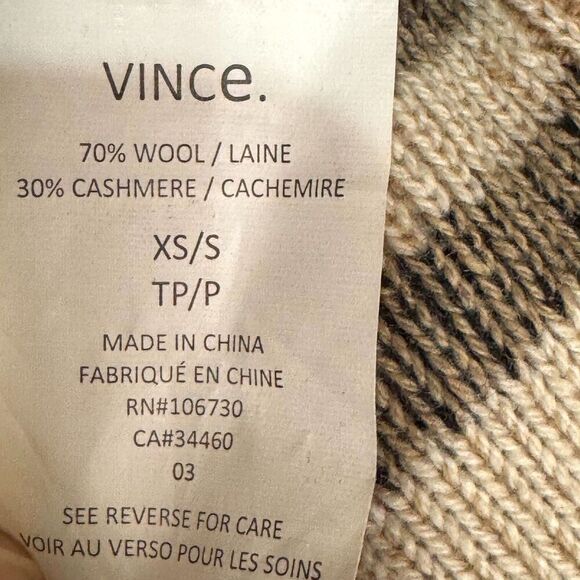 VINCe.
70% WOOL / LAINE
30% CASHMERE / CACHEMIRE
XS/S
TP/P
MADE IN CHINA
FABRIQUÉ EN CHINE
RN#106730
CA#34460
03
SEE REVERSE FOR CARE
VOIR AU VERSO POUR LES SOINS